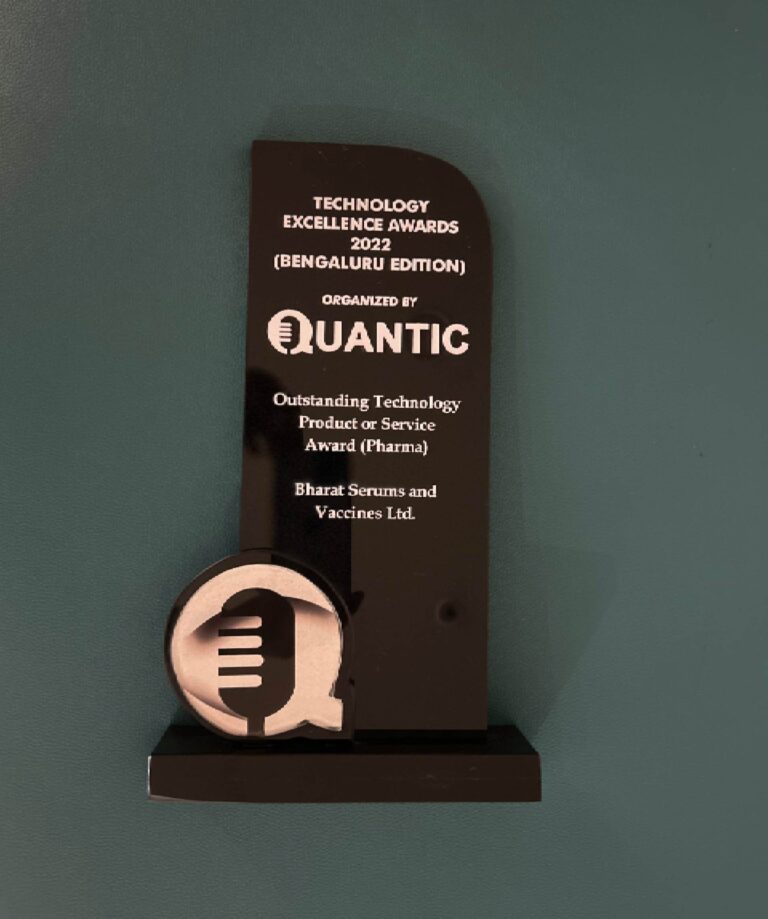 TECHNOLOGY
EXCELLENCE AWARDS
2022
(BENGALURU EDITION)
ORGANIZED BY
QUANTIC
Outstanding Technology
Product or Service
Award (Pharma)
Bharat Serums and
Vaccines Ltd.